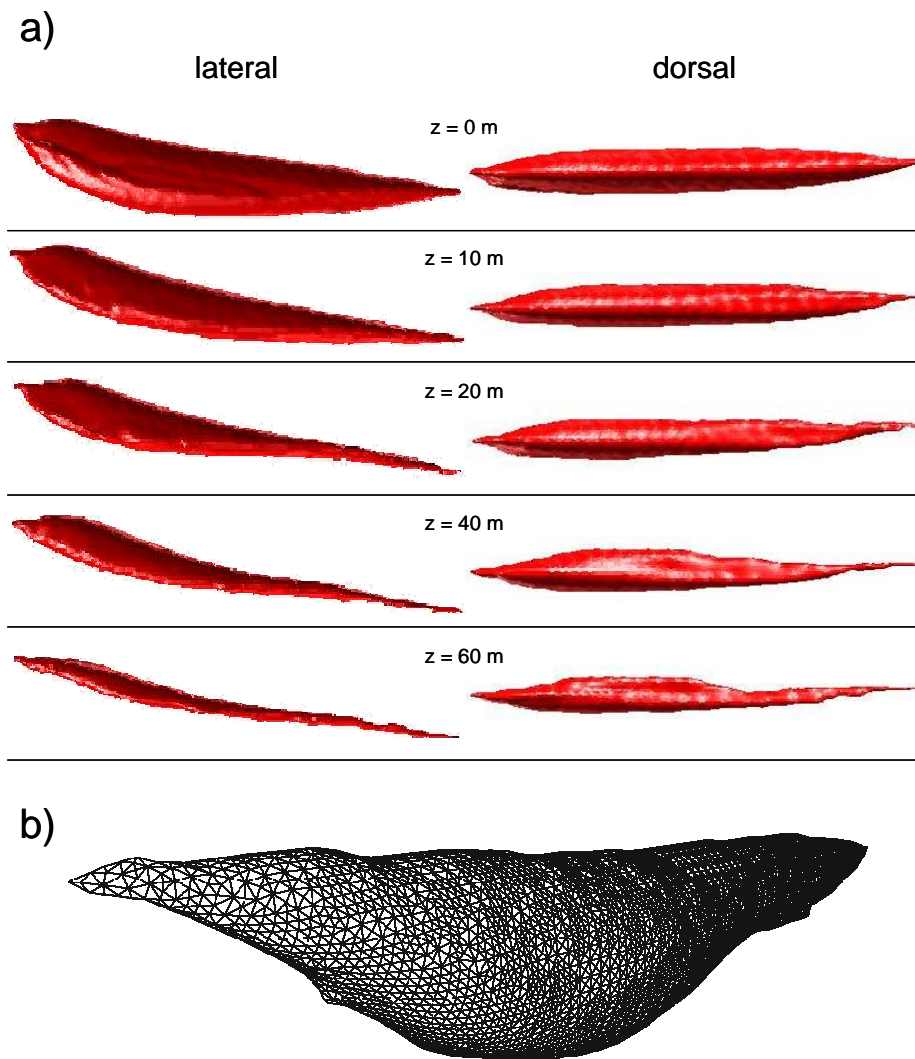 a)
lateral dorsal
z = 0 m
z = 10 m
z = 20 m
z = 40 m
z = 60 m
b)